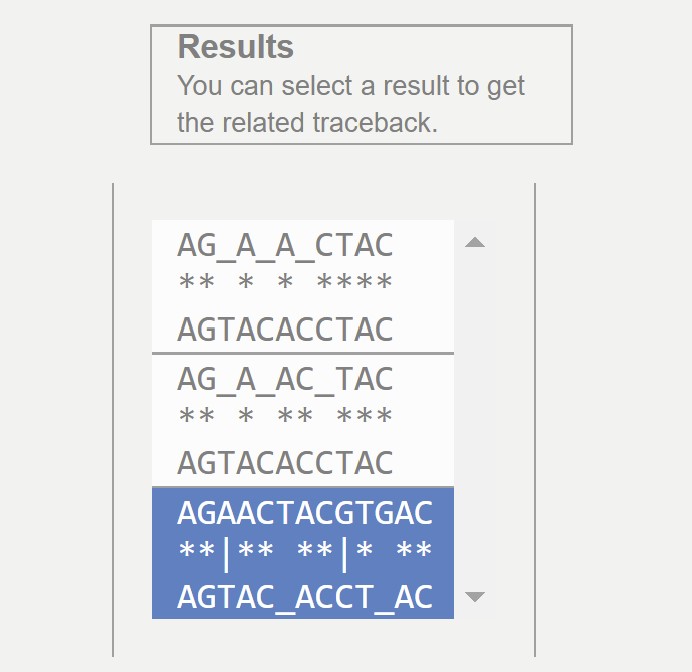 Results
You can select a result to get
the related traceback.
AG_A_A_CTAC
** * * ****
AGTACACCTAC
AG_A_AC_TAC
** * ** ***
AGTACACCTAC
AGAACTACGTGAC
**|** **|* **
AGTAC_ACCT_AC